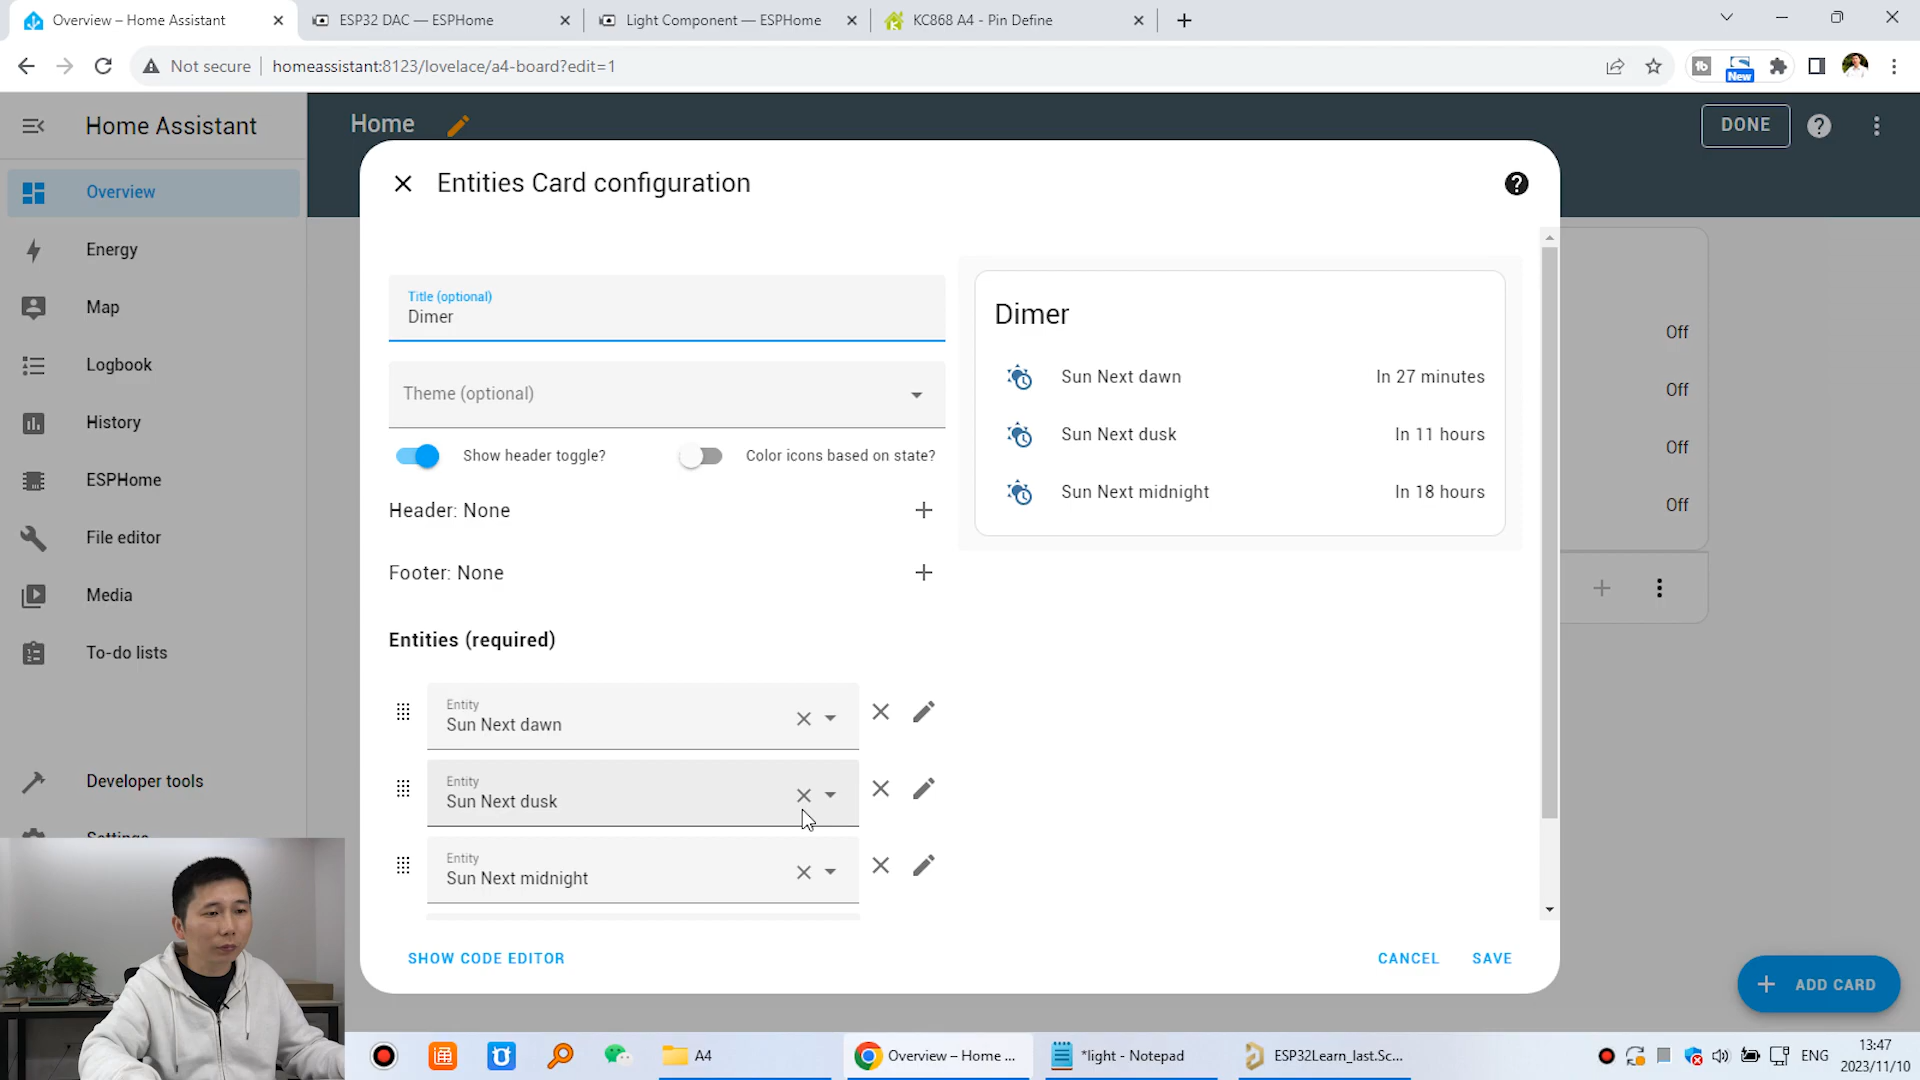 Overview – Home Assistant
ESP32 DAC — ESPHome
Light Component — ESPHome
KC868 A4 - Pin Define
Not secure
homeassistant:8123/lovelace/a4-board?edit=1
New
Home Assistant
Home
DONE
Overview
Energy
Map
Logbook
History
ESPHome
File editor
Media
To-do lists
Developer tools
Settings
Entities Card configuration
Title (optional)
Dimer
Theme (optional)
Show header toggle?
Color icons based on state?
Header: None
Footer: None
Entities (required)
Entity
Sun Next dawn
Entity
Sun Next dusk
Entity
Sun Next midnight
SHOW CODE EDITOR
CANCEL
SAVE
Dimer
Sun Next dawn In 27 minutes
Sun Next dusk In 11 hours
Sun Next midnight In 18 hours
Off
Off
Off
Off
ADD CARD
A4
Overview – Home ...
*light - Notepad
ESP32Learn_last.Sc...
ENG
13:47
2023/11/10